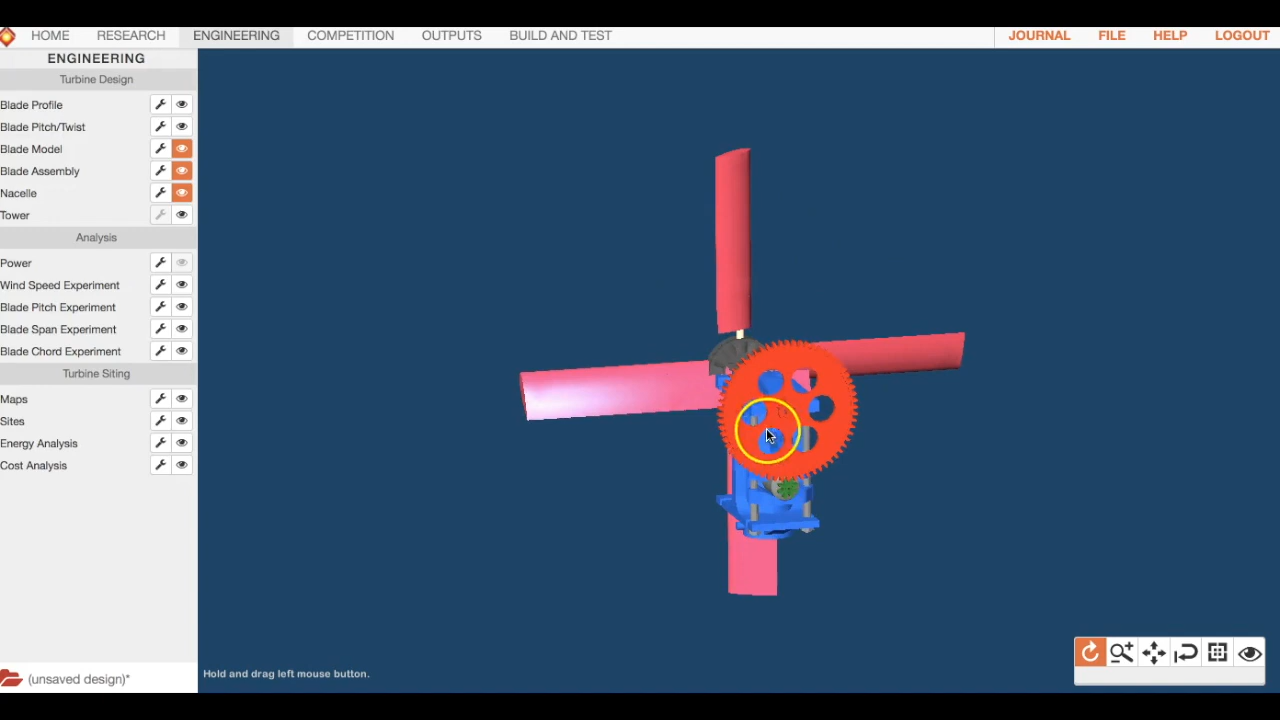 HOME RESEARCH ENGINEERING COMPETITION OUTPUTS BUILD AND TEST JOURNAL FILE HELP LOGOUT
ENGINEERING
Turbine Design
Blade Profile
Blade Pitch/Twist
Blade Model
Blade Assembly
Nacelle
Tower
Analysis
Power
Wind Speed Experiment
Blade Pitch Experiment
Blade Span Experiment
Blade Chord Experiment
Turbine Siting
Maps
Sites
Energy Analysis
Cost Analysis
(unsaved design)*
Hold and drag left mouse button.